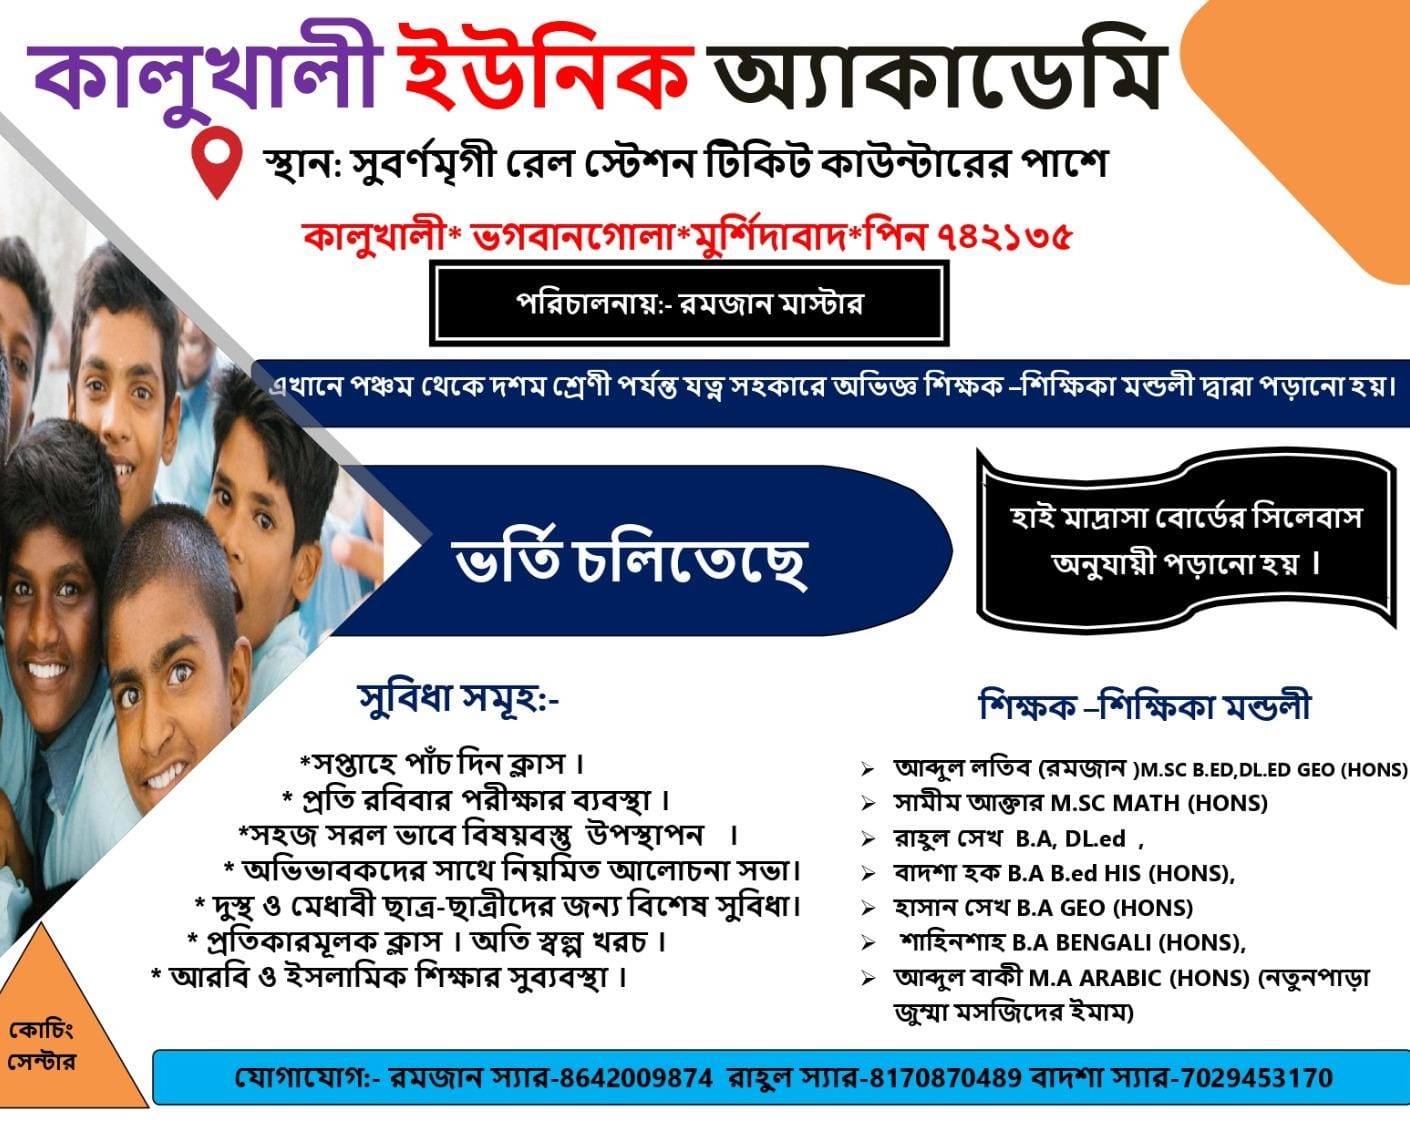 কালুখালী ইউনিক অ্যাকাডেমি
স্থান: সুবর্ণমৃগী রেল স্টেশন টিকিট কাউন্টারের পাশে
কালুখালী* ভগবানগোলা*মুর্শিদাবাদ*পিন ৭৪২১৩৫
পরিচালনায়:- রমজান মাস্টার
এখানে পঞ্চম থেকে দশম শ্রেণী পর্যন্ত যত্ন সহকারে অভিজ্ঞ শিক্ষক –শিক্ষিকা মন্ডলী দ্বারা পড়ানো হয়।
ভর্তি চলিতেছে
হাই মাদ্রাসা বোর্ডের সিলেবাস
অনুযায়ী পড়ানো হয় ।
সুবিধা সমূহ:-
*সপ্তাহে পাঁচ দিন ক্লাস ।
* প্রতি রবিবার পরীক্ষার ব্যবস্থা ।
*সহজ সরল ভাবে বিষয়বস্তু উপস্থাপন ।
* অভিভাবকদের সাথে নিয়মিত আলোচনা সভা।
* দুস্থ ও মেধাবী ছাত্র-ছাত্রীদের জন্য বিশেষ সুবিধা।
* প্রতিকারমূলক ক্লাস । অতি স্বল্প খরচ ।
* আরবি ও ইসলামিক শিক্ষার সুব্যবস্থা ।
শিক্ষক –শিক্ষিকা মন্ডলী
➢ আব্দুল লতিব (রমজান )M.SC B.ED,DL.ED GEO (HONS)
➢ সামীম আক্তার M.SC MATH (HONS)
➢ রাহুল সেখ B.A, DL.ed ,
➢ বাদশা হক B.A B.ed HIS (HONS),
➢ হাসান সেখ B.A GEO (HONS)
➢ শাহিনশাহ B.A BENGALI (HONS),
➢ আব্দুল বাকী M.A ARABIC (HONS) (নতুনপাড়া
জুম্মা মসজিদের ইমাম)
কোচিং
সেন্টার
যোগাযোগ:- রমজান স্যার-8642009874 রাহুল স্যার-8170870489 বাদশা স্যার-7029453170